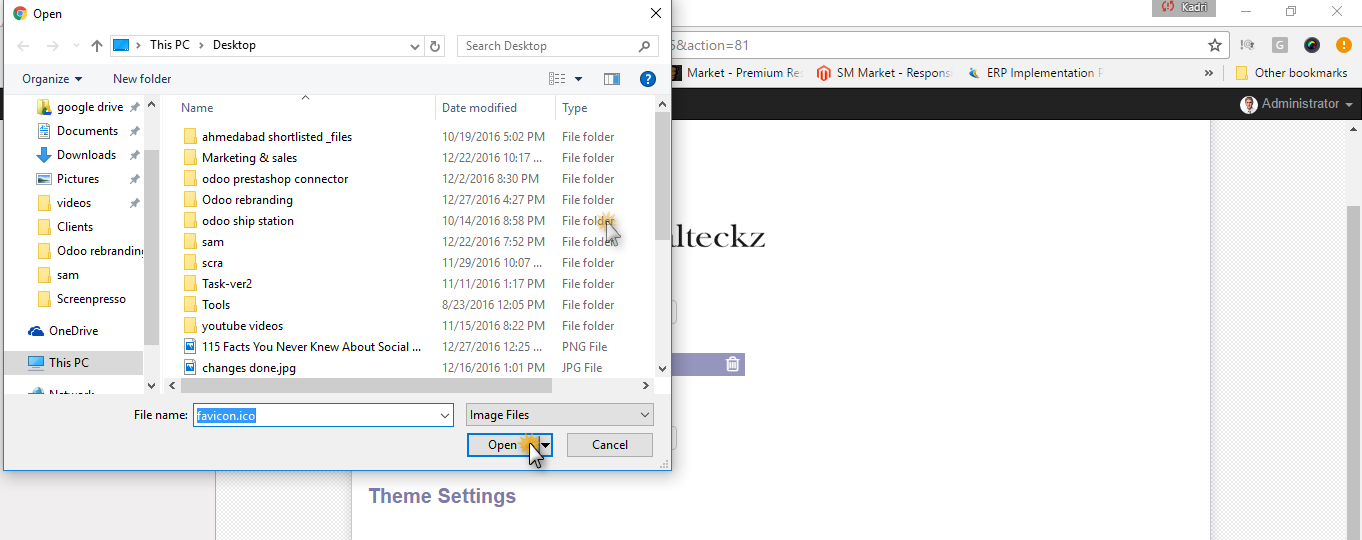 Open
Kadri
This PC > Desktop
Search Desktop
&action=81
Organize
New folder
Market - Premium
SM Market - Respons
ERP Implementation
»
Other bookmarks
Administrator
google drive
Documents
Downloads
Pictures
videos
Clients
Odoo rebranding
sam
Screenpresso
OneDrive
This PC
Network
Name Date modified Type
ahmedabad shortlisted _files 10/19/2016 5:02 PM File folder
Marketing & sales 12/22/2016 10:17 ... File folder
odoo prestashop connector 12/2/2016 8:30 PM File folder
Odoo rebranding 12/27/2016 4:27 PM File folder
odoo ship station 10/14/2016 8:58 PM File folder
sam 12/22/2016 7:52 PM File folder
scra 11/29/2016 10:07 ... File folder
Task-ver2 11/11/2016 1:17 PM File folder
Tools 8/23/2016 12:05 PM File folder
youtube videos 11/15/2016 8:22 PM File folder
115 Facts You Never Knew About Social ... 12/27/2016 12:25 ... PNG File
changes done.jpg 12/16/2016 1:01 PM JPG File
lteckz
File name: favicon.ico Image Files
Open Cancel
Theme Settings